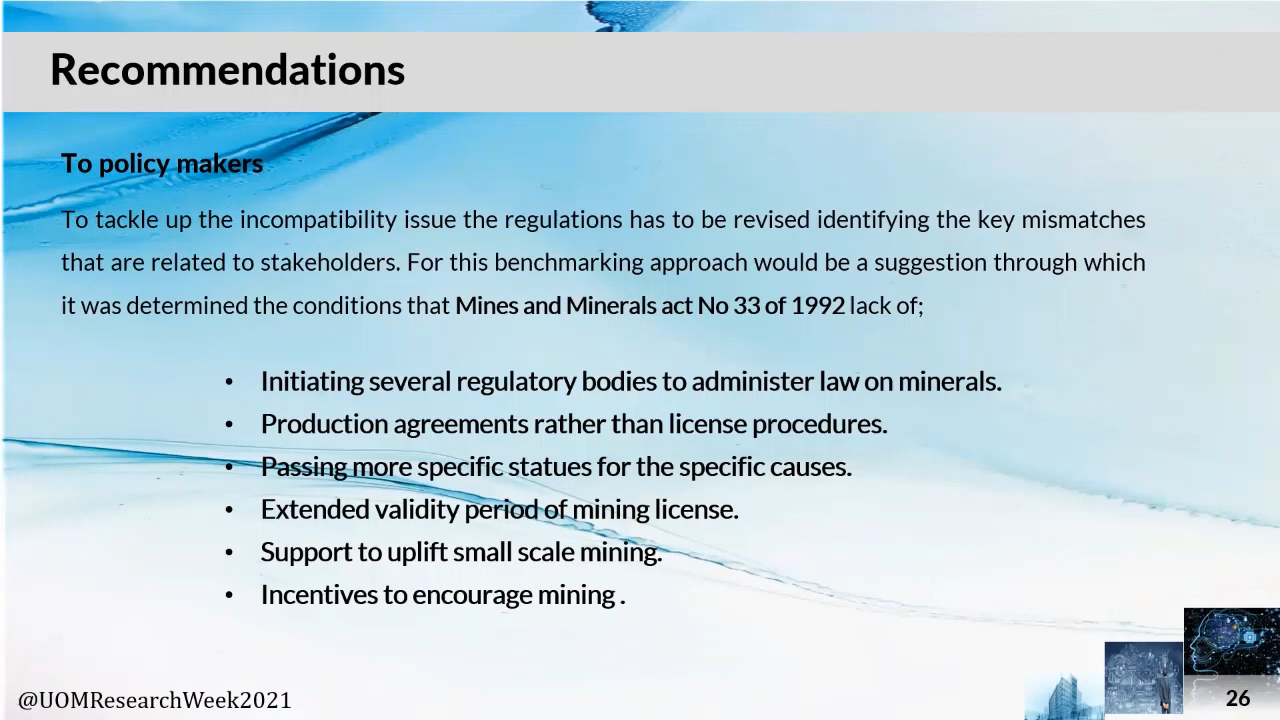 Recommendations
To policy makers
To tackle up the incompatibility issue the regulations has to be revised identifying the key mismatches
that are related to stakeholders. For this benchmarking approach would be a suggestion through which
it was determined the conditions that Mines and Minerals act No 33 of 1992 lack of;
• Initiating several regulatory bodies to administer law on minerals.
• Production agreements rather than license procedures.
• Passing more specific statues for the specific causes.
• Extended validity period of mining license.
• Support to uplift small scale mining.
• Incentives to encourage mining .
@UOMResearchWeek2021
26